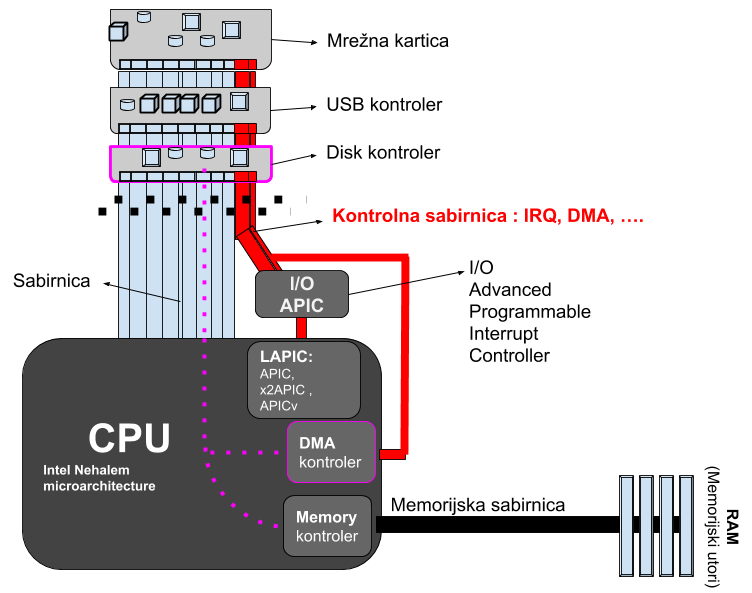 Mrežna kartica
USB kontroler
Disk kontroler
Kontrolna sabirnica : IRQ, DMA, ….
Sabirnica
I/O
APIC
I/O
Advanced
Programmable
Interrupt
Controller
LAPIC:
APIC,
x2APIC ,
APICv
CPU
Intel Nehalem
microarchitecture
DMA
kontroler
Memory
kontroler
Memorijska sabirnica
RAM
(Memorijski utori)